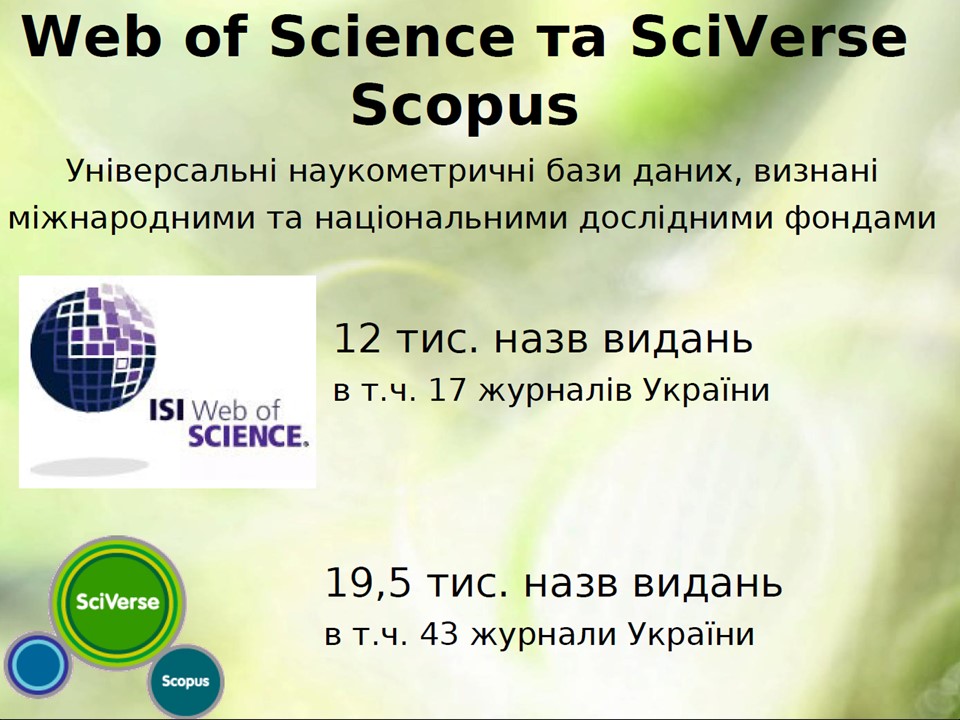 Web of Science та SciVerse
Scopus
Універсальні наукометричні бази даних, визнані
міжнародними та національними дослідними фондами
12 тис. назв видань
в т.ч. 17 журналів України
ISI Web of
SCIENCE.
19,5 тис. назв видань
в т.ч. 43 журнали України
SciVerse
Scopus